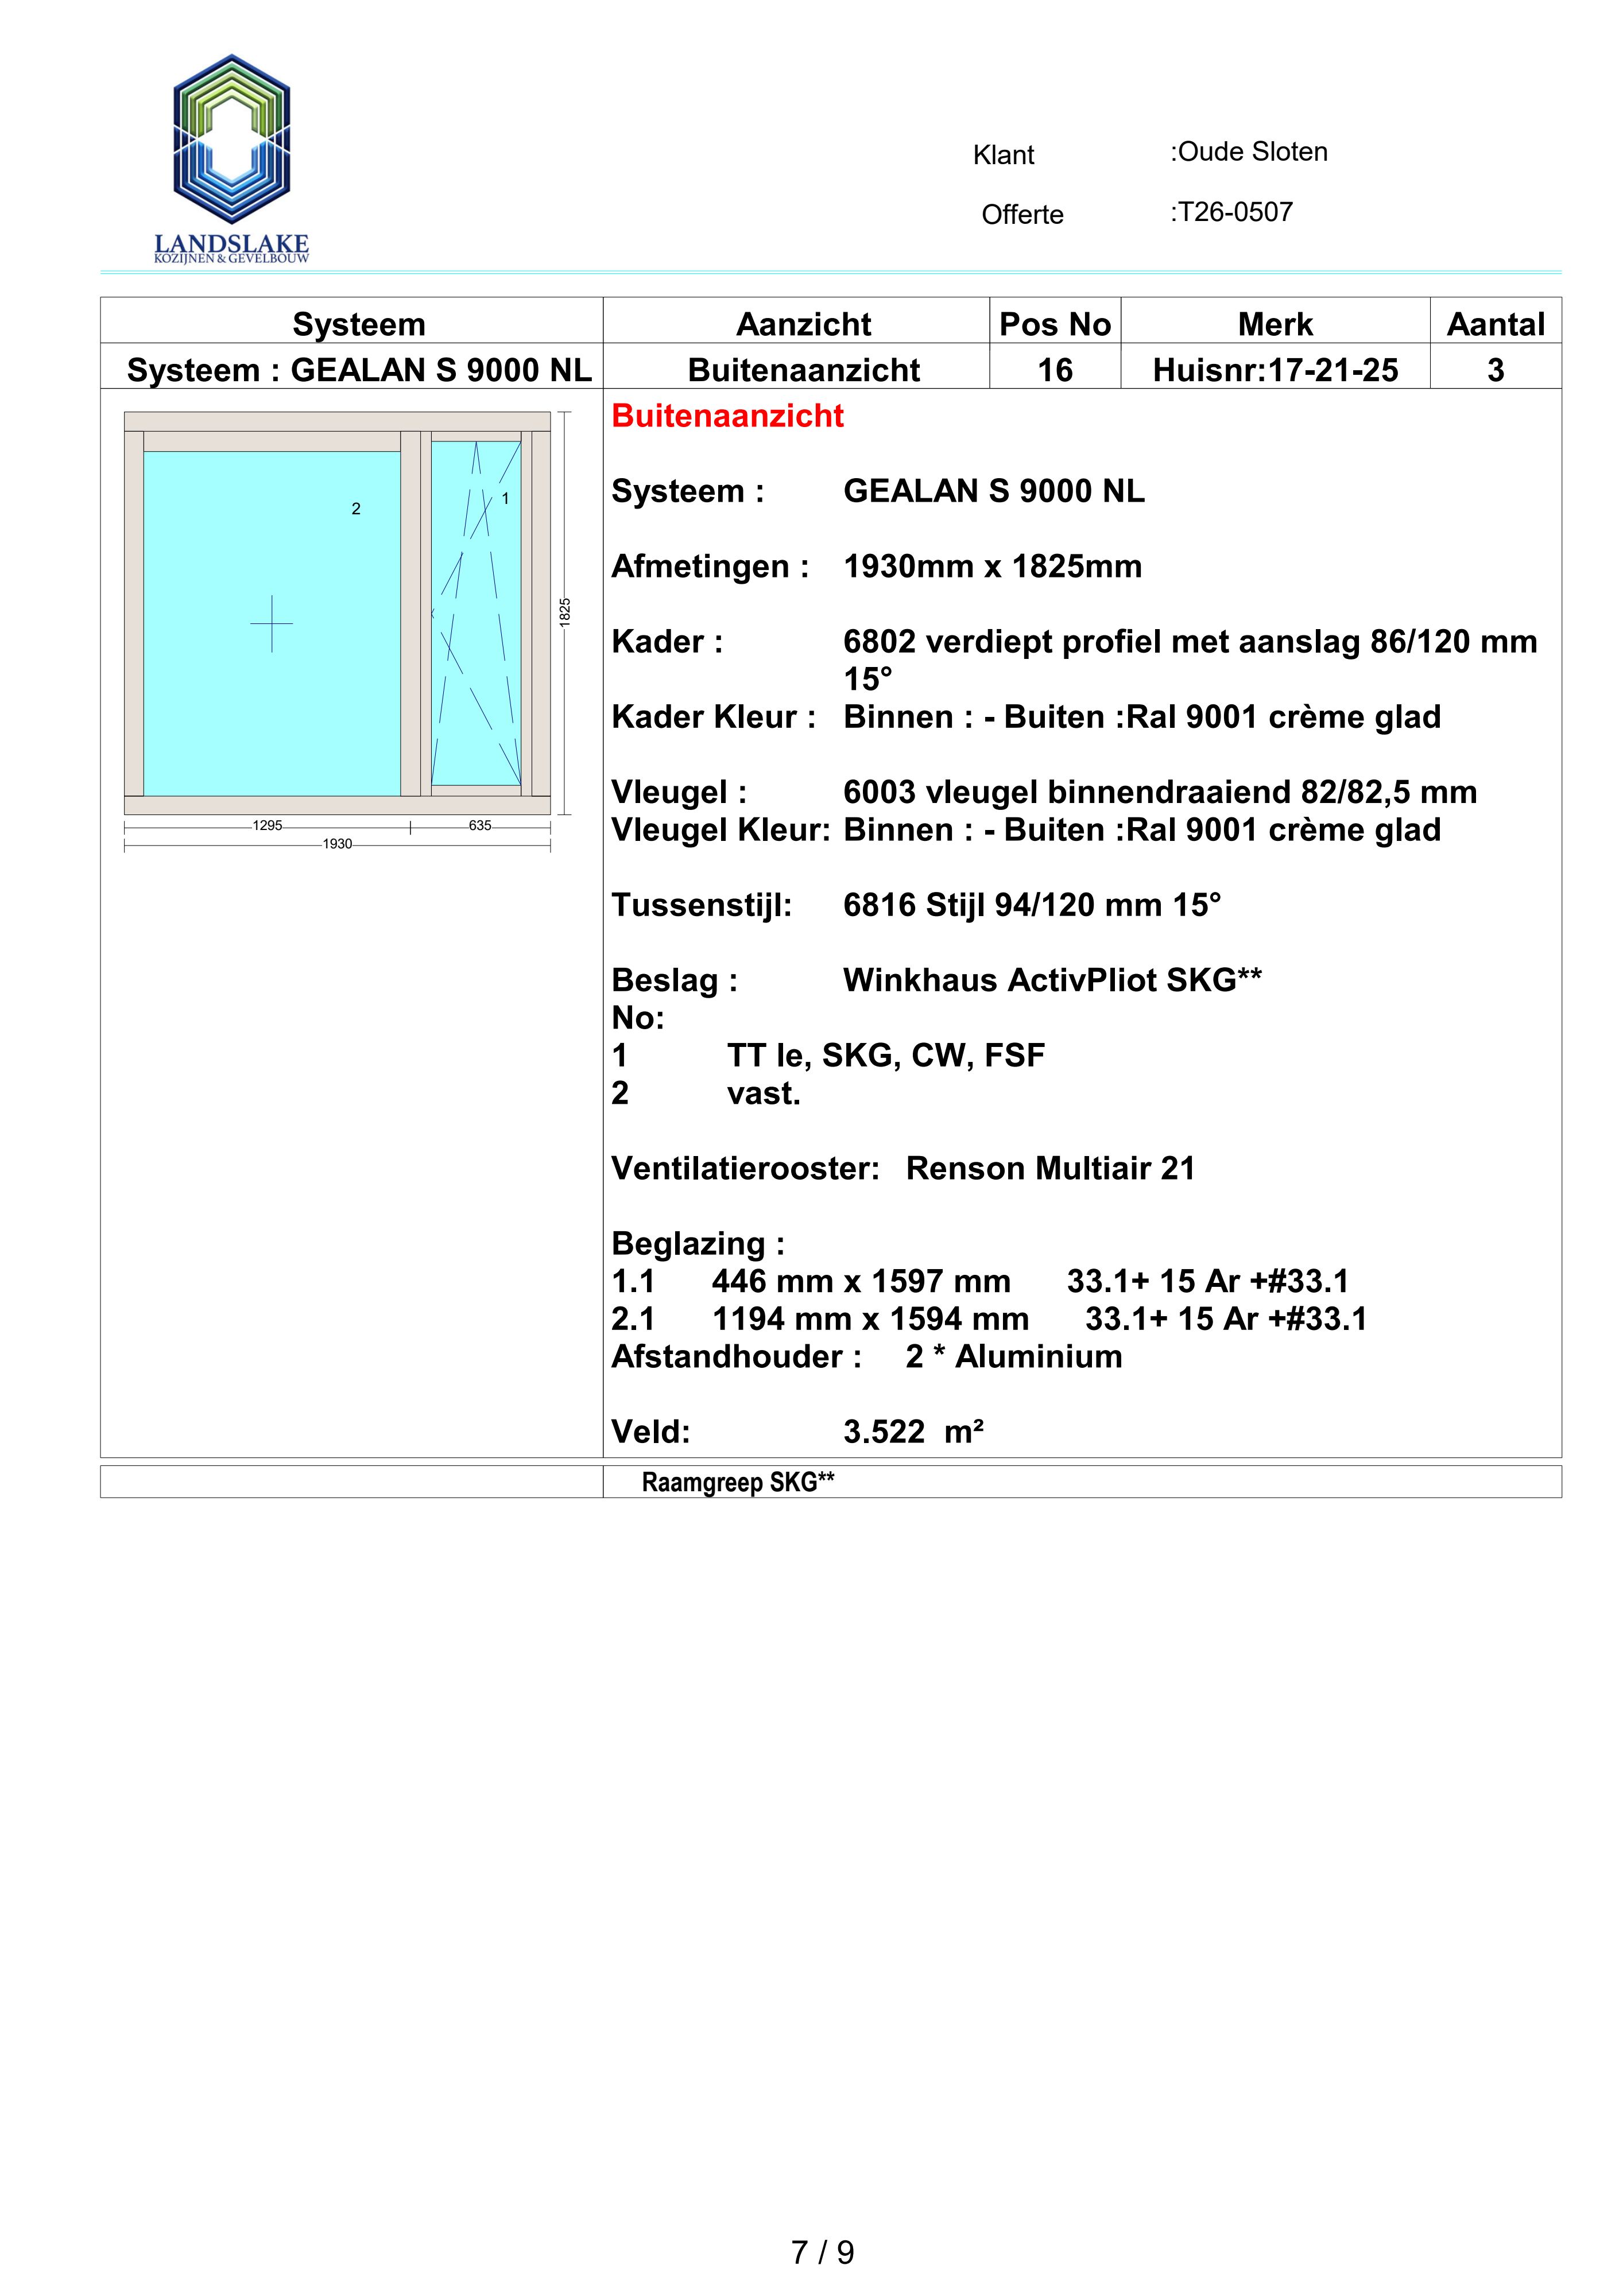 LANDSLAKE
KOZIJNEN & GEVELBOUW
Klant :Oude Sloten
Offerte :T26-0507
Systeem Aanzicht Pos No Merk Aantal
Systeem : GEALAN S 9000 NL Buitenaanzicht 16 Huisnr:17-21-25 3
2
1
1825
1295 635
1930
Buitenaanzicht
Systeem : GEALAN S 9000 NL
Afmetingen : 1930mm x 1825mm
Kader : 6802 verdiept profiel met aanslag 86/120 mm
15°
Kader Kleur : Binnen : - Buiten :Ral 9001 crème glad
Vleugel : 6003 vleugel binnendraaiend 82/82,5 mm
Vleugel Kleur: Binnen : - Buiten :Ral 9001 crème glad
Tussenstijl: 6816 Stijl 94/120 mm 15°
Beslag : Winkhaus ActivPliot SKG**
No:
1 TT le, SKG, CW, FSF
2 vast.
Ventilatierooster: Renson Multiair 21
Beglazing :
1.1 446 mm x 1597 mm 33.1+ 15 Ar +#33.1
2.1 1194 mm x 1594 mm 33.1+ 15 Ar +#33.1
Afstandhouder : 2 * Aluminium
Veld: 3.522 m²
Raamgreep SKG**
7 / 9